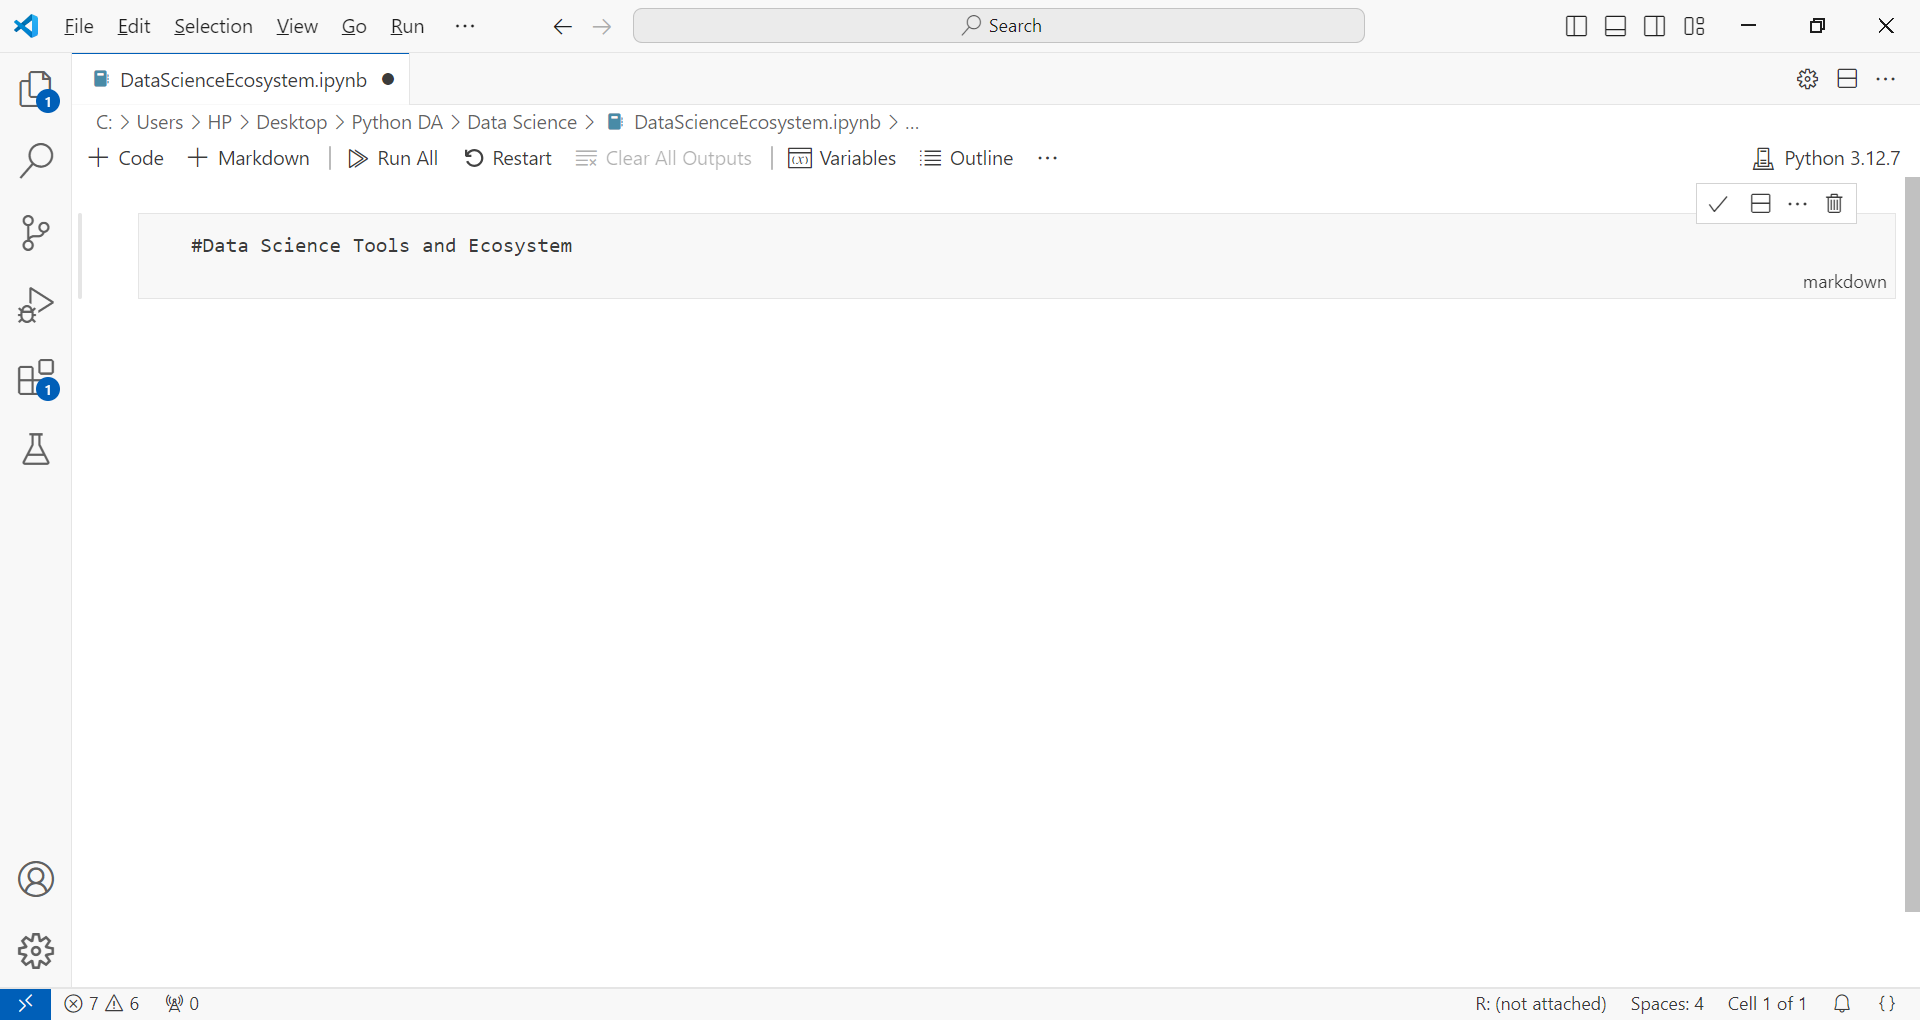 File Edit Selection View Go Run ··· Search
DataScienceEcosystem.ipynb
1
C: > Users > HP > Desktop > Python DA > Data Science > DataScienceEcosystem.ipynb > ...
+ Code + Markdown | Run All Restart Clear All Outputs | (x) Variables Outline ··· Python 3.12.7
#Data Science Tools and Ecosystem
markdown
1
7 6 0 R: (not attached) Spaces: 4 Cell 1 of 1 {}